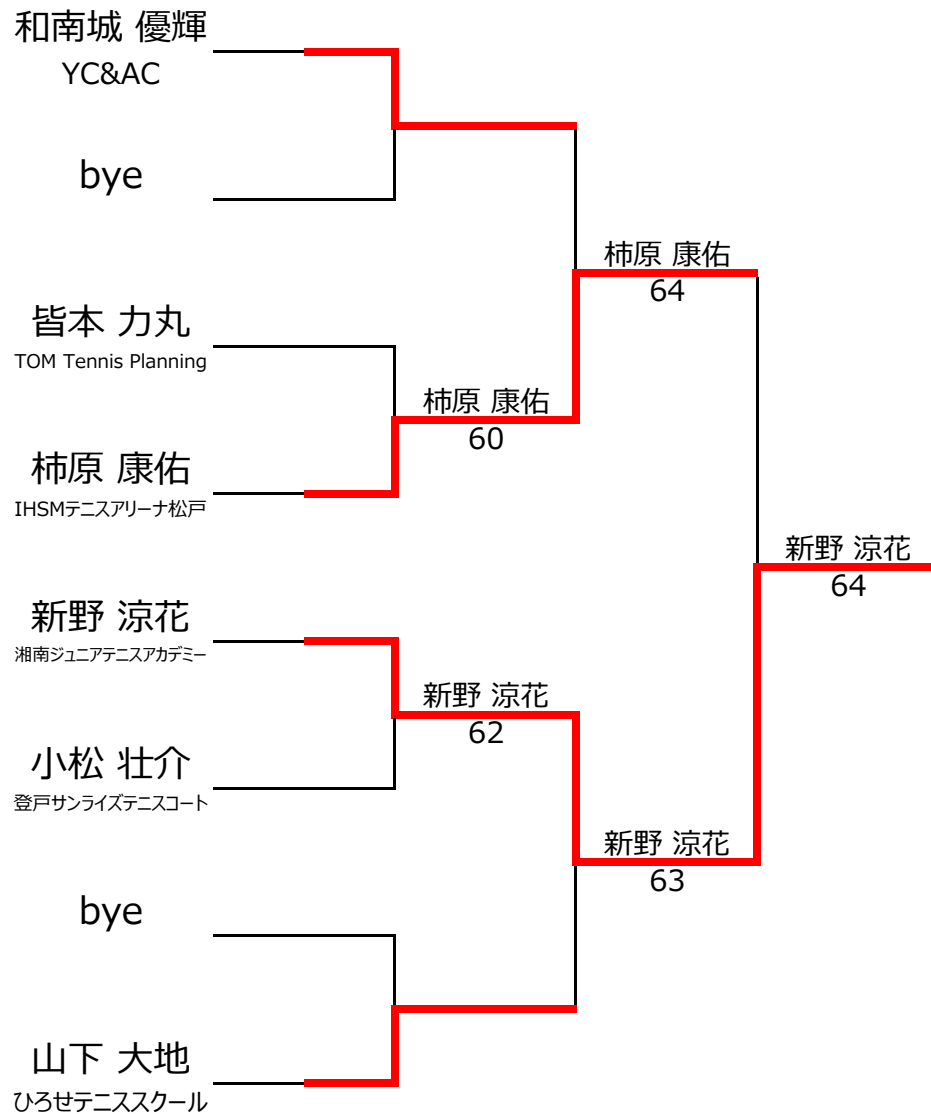 和南城 優輝
YC&AC
bye
皆本 力丸
TOM Tennis Planning
柿原 康佑
IHSMテニスアリーナ松戸
新野 涼花
湘南ジュニアテニスアカデミー
小松 壮介
登戸サンライズテニスコート
bye
山下 大地
ひろせテニススクール
柿原 康佑
60
新野 涼花
62
柿原 康佑
64
新野 涼花
63
新野 涼花
64